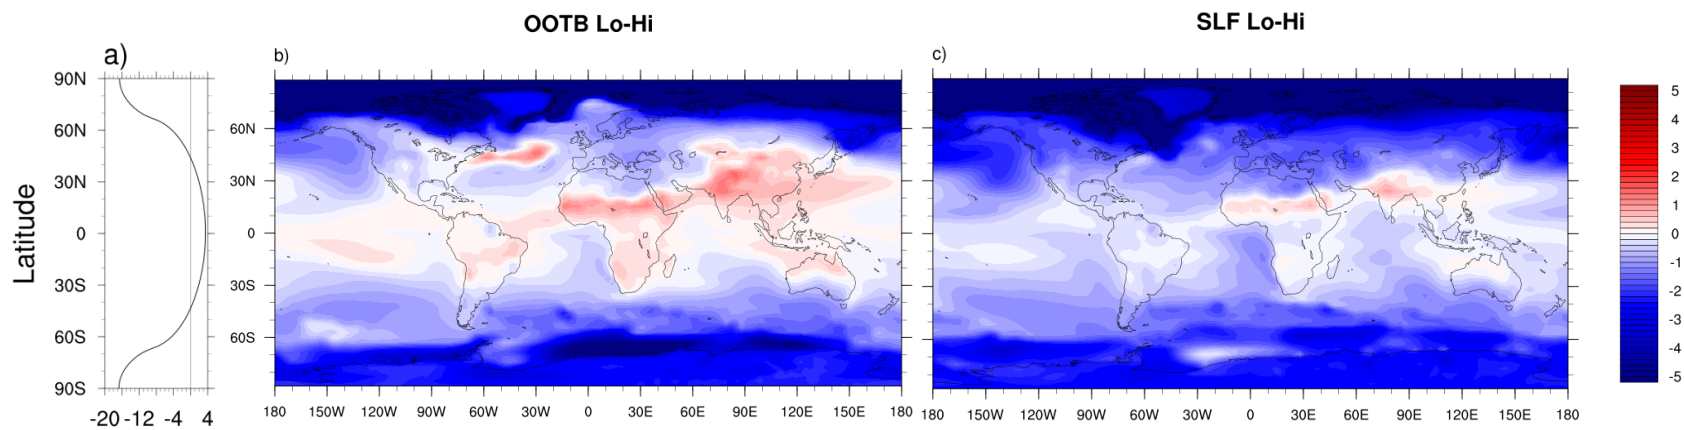 OOTB Lo-Hi
SLF Lo-Hi
a)
b)
c)
Latitude
90N
60N
30N
0
30S
60S
90S
-20 -12 -4 4
60N
30N
0
30S
60S
180 150W 120W 90W 60W 30W 0 30E 60E 90E 120E 150E 180
180 150W 120W 90W 60W 30W 0 30E 60E 90E 120E 150E 180
5
4
3
2
1
0
-1
-2
-3
-4
-5